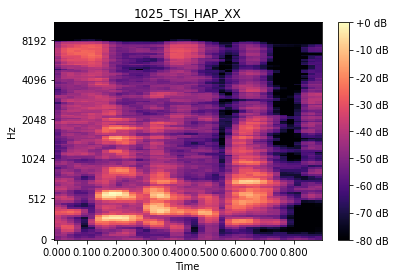 1025_TSI_HAP_XX
+0 dB
8192
-10 dB
4096
-20 dB
-30 dB
2048
Hz
-40 dB
1024
-50 dB
512
-60 dB
-70 dB
0
-80 dB
0.000 0.100 0.200 0.300 0.400 0.500 0.600 0.700 0.800
Time